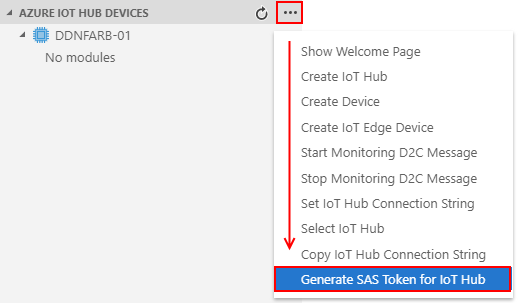 AZURE IOT HUB DEVICES
DDNFARB-01
No modules
Show Welcome Page
Create IoT Hub
Create Device
Create IoT Edge Device
Start Monitoring D2C Message
Stop Monitoring D2C Message
Set IoT Hub Connection String
Select IoT Hub
Copy IoT Hub Connection String
Generate SAS Token for IoT Hub